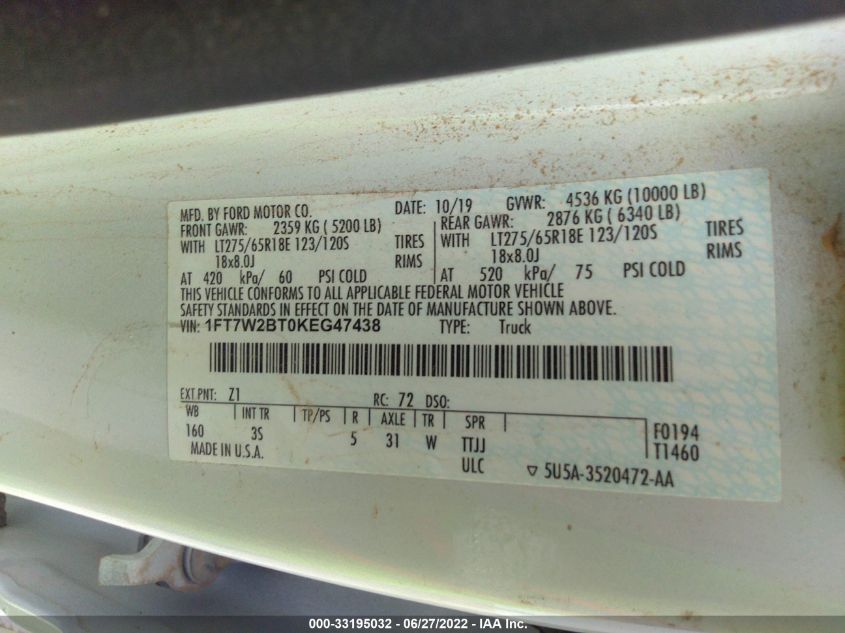 MFD. BY FORD MOTOR CO. DATE: 10/19 GVWR: 4536 KG (10000 LB)
FRONT GAWR: 2359 KG ( 5200 LB) REAR GAWR: 2876 KG ( 6340 LB)
WITH LT275/65R18E 123/120S TIRES WITH LT275/65R18E 123/120S TIRES
18x8.0J RIMS 18x8.0J RIMS
AT 420 kPa/ 60 PSI COLD AT 520 kPa/ 75 PSI COLD
THIS VEHICLE CONFORMS TO ALL APPLICABLE FEDERAL MOTOR VEHICLE
SAFETY STANDARDS IN EFFECT ON THE DATE OF MANUFACTURE SHOWN ABOVE.
VIN: 1FT7W2BT0KEG47438 TYPE: Truck
EXT PNT: Z1 RC: 72 DSO:
WB INT TR TP/PS R AXLE TR SPR
160 3S 5 31 W TTJJ F0194
MADE IN U.S.A. ULC T1460
5U5A-3520472-AA
000-33195032 - 06/27/2022 - IAA Inc.